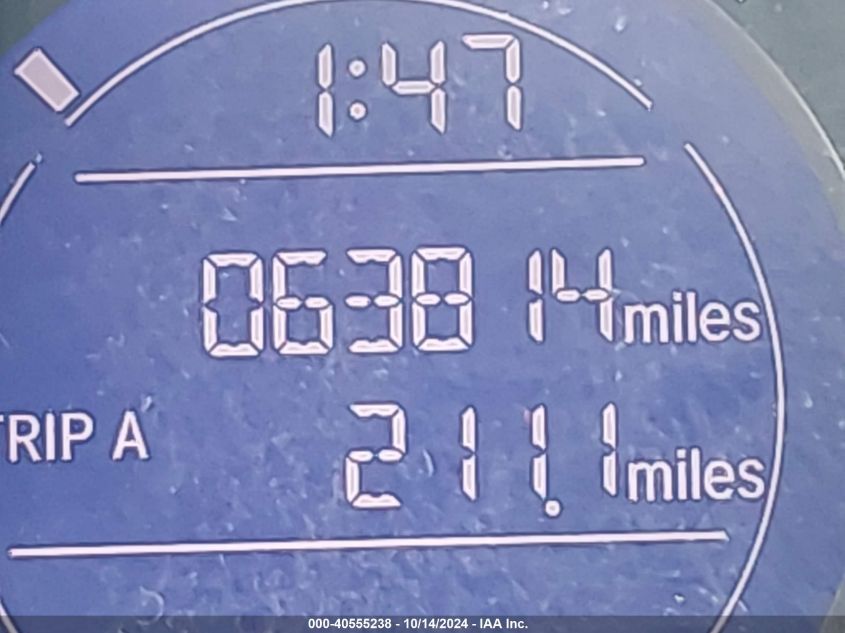 1:47
063814 miles
TRIP A 211.1 miles
000-40555238 - 10/14/2024 - IAA Inc.